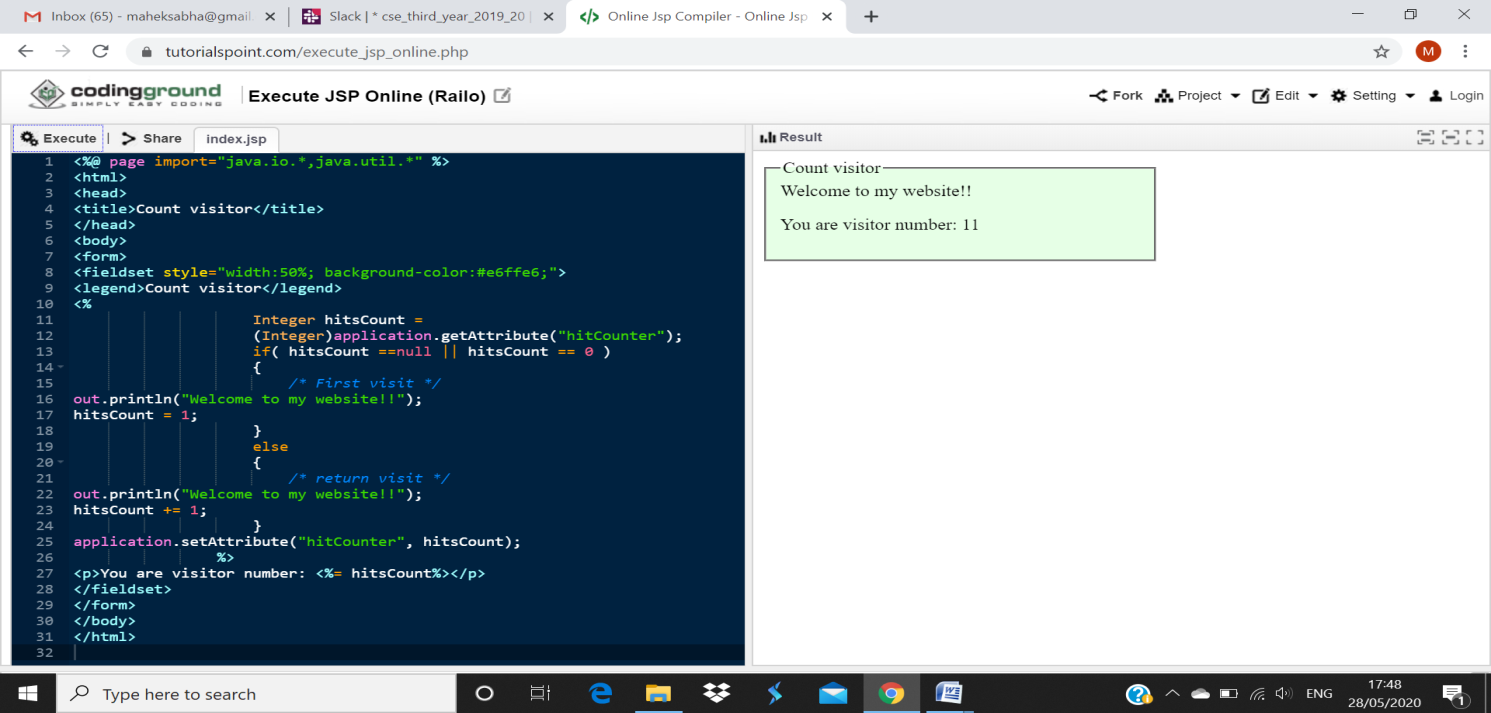 Inbox (65) - maheksabha@gmail. Slack | * cse_third_year_2019_20 | Online Jsp Compiler - Online Jsp
tutorialspoint.com/execute_jsp_online.php M
codingground Execute JSP Online (Railo) Fork Project Edit Setting Login
SIMPLY EASY CODING
Execute | Share index.jsp
1 <%@ page import="java.io.*,java.util.*" %>
2 <html>
3 <head>
4 <title>Count visitor</title>
5 </head>
6 <body>
7 <form>
8 <fieldset style="width:50%; background-color:#e6ffe6;">
9 <legend>Count visitor</legend>
10 <%
11 Integer hitsCount =
12 (Integer)application.getAttribute("hitCounter");
13 if( hitsCount ==null || hitsCount == 0 )
14 {
15 /* First visit */
16 out.println("Welcome to my website!!");
17 hitsCount = 1;
18 }
19 else
20 {
21 /* return visit */
22 out.println("Welcome to my website!!");
23 hitsCount += 1;
24 }
25 application.setAttribute("hitCounter", hitsCount);
26 %>
27 <p>You are visitor number: <%= hitsCount%></p>
28 </fieldset>
29 </form>
30 </body>
31 </html>
32
Result
Count visitor
Welcome to my website!!
You are visitor number: 11
Type here to search
ENG
17:48
28/05/2020
1